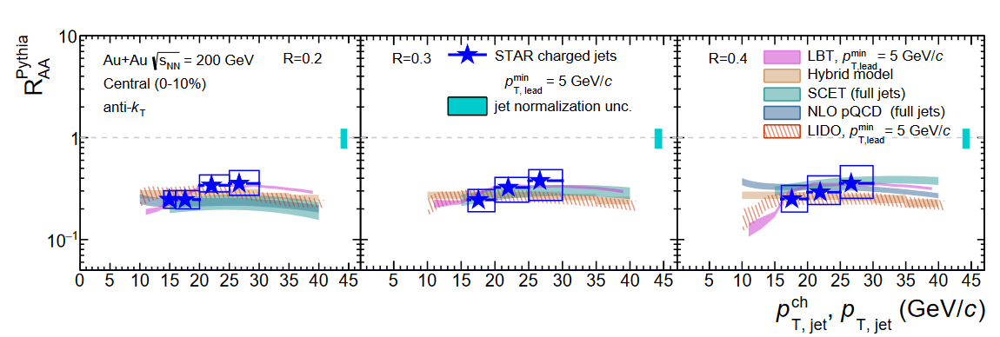 R_AA^Pythia
10
1
10^−1
Au+Au √s_NN = 200 GeV R=0.2
Central (0-10%)
anti-k_T
R=0.3 STAR charged jets
p_T, lead^min = 5 GeV/c
jet normalization unc.
R=0.4 LBT, p_T,lead^min = 5 GeV/c
Hybrid model
SCET (full jets)
NLO pQCD (full jets)
LIDO, p_T,lead^min = 5 GeV/c
0 5 10 15 20 25 30 35 40 45 5 10 15 20 25 30 35 40 45 5 10 15 20 25 30 35 40 45
p_T, jet^ch, p_T, jet (GeV/c)